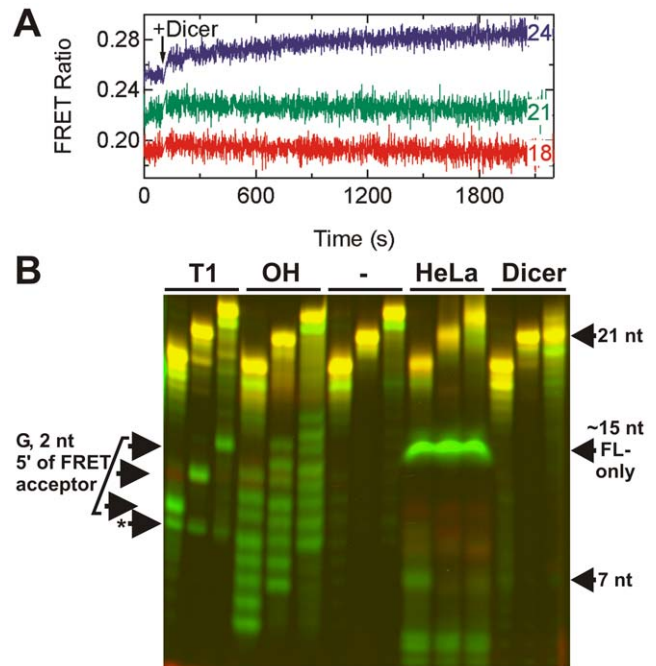 A
+Dicer
FRET Ratio
0.28
0.24
0.20
24
21
18
0
600
1200
1800
Time (s)
B
T1 OH - HeLa Dicer
21 nt
G, 2 nt
5' of FRET
acceptor
*
~15 nt
FL-
only
7 nt